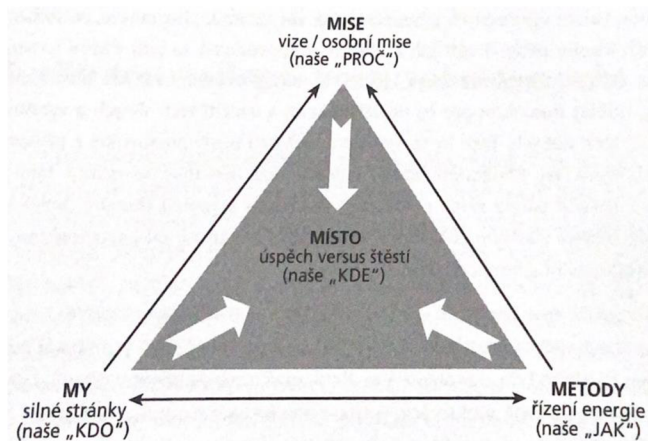 MISE
vize / osobní mise
(naše „PROČ“)
MÍSTO
úspěch versus štěstí
(naše „KDE“)
MY
silné stránky
(naše „KDO“)
METODY
řízení energie
(naše „JAK“)